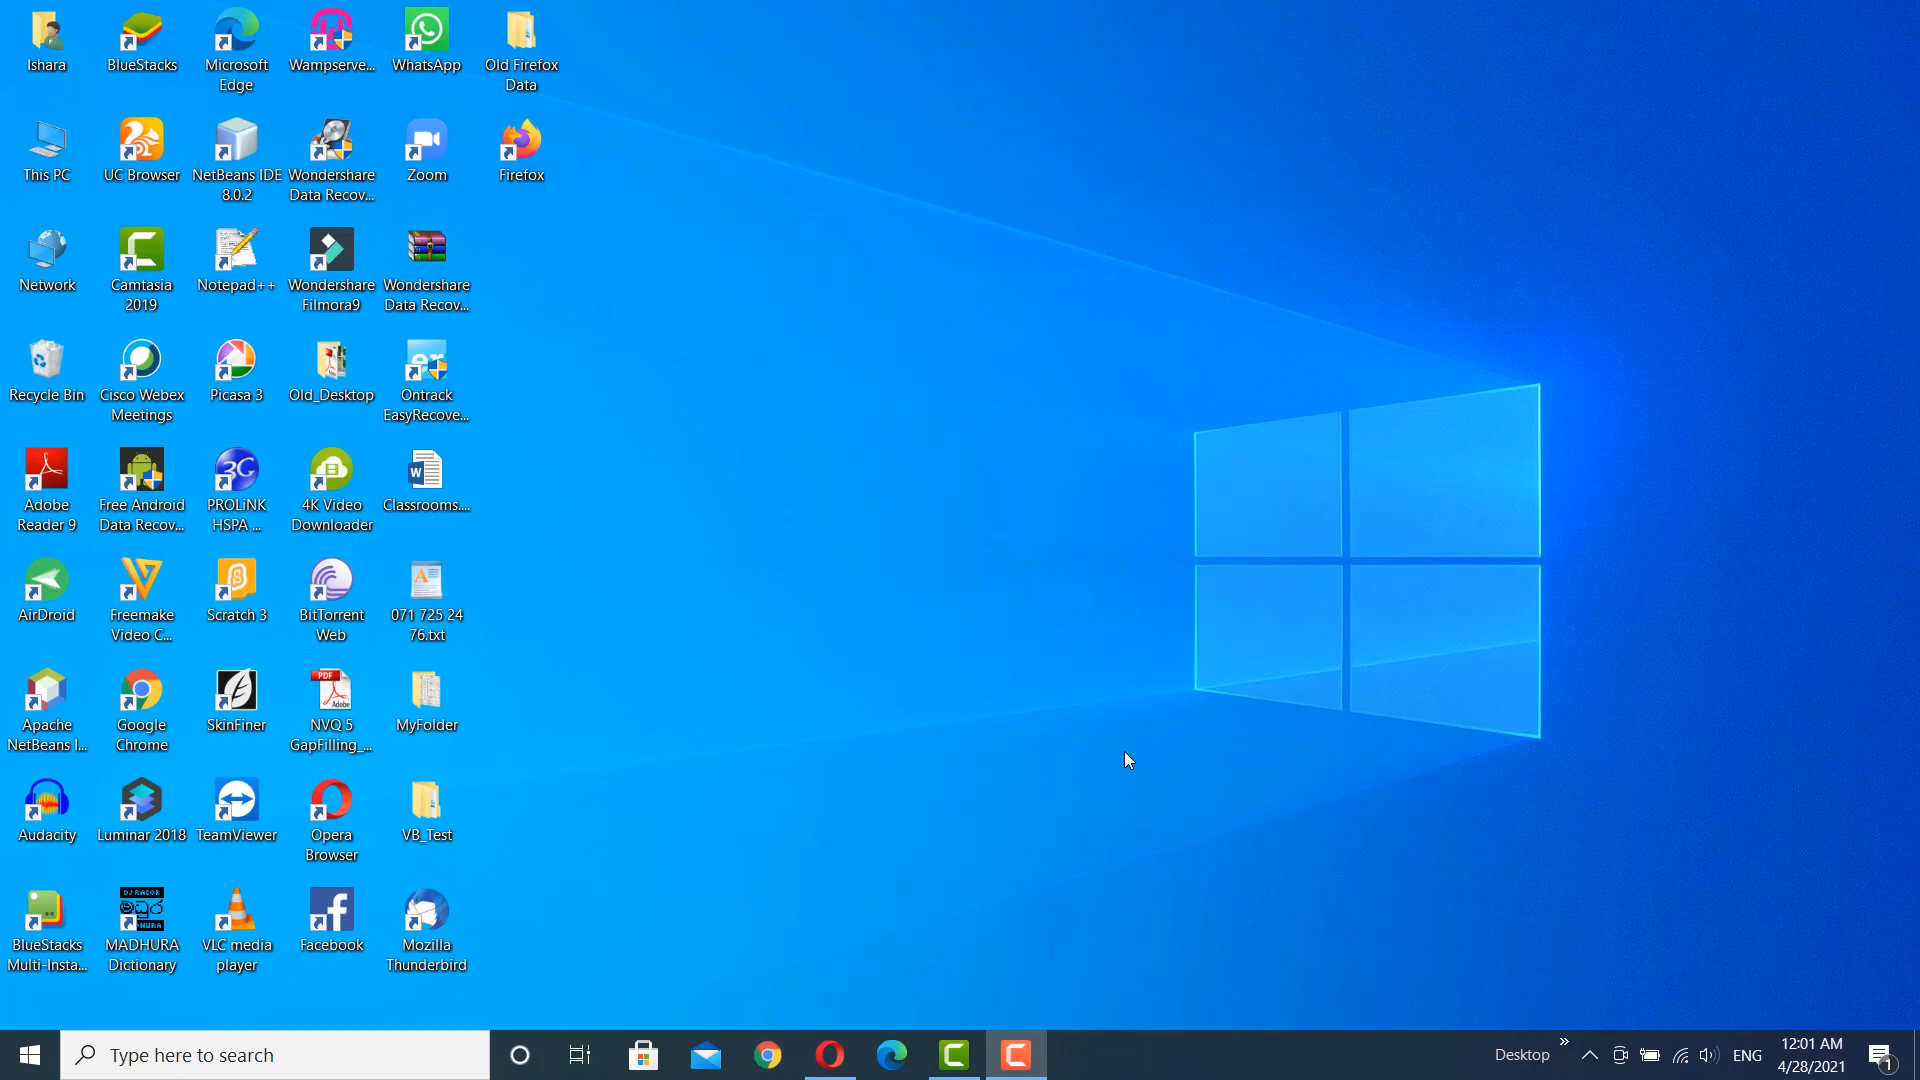 Ishara
BlueStacks
Microsoft
Edge
Wampserve...
WhatsApp
Old Firefox
Data
This PC
UC Browser
NetBeans IDE
8.0.2
Wondershare
Data Recov...
Zoom
Firefox
Network
Camtasia
2019
Notepad++
Wondershare
Filmora9
Wondershare
Data Recov...
Recycle Bin
Cisco Webex
Meetings
Picasa 3
Old_Desktop
Ontrack
EasyRecove...
Adobe
Reader 9
Free Android
Data Recov...
3G
PROLiNK
HSPA ...
4K Video
Downloader
Classrooms....
AirDroid
Freemake
Video C...
Scratch 3
BitTorrent
Web
071 725 24
76.txt
Apache
NetBeans I...
Google
Chrome
SkinFiner
PDF
Adobe
NVQ 5
GapFilling_...
MyFolder
Audacity
Luminar 2018
TeamViewer
Opera
Browser
VB_Test
BlueStacks
Multi-Insta...
මධුර
MADHURA
Dictionary
VLC media
player
Facebook
Mozilla
Thunderbird
Type here to search
Desktop
ENG
12:01 AM
4/28/2021
1